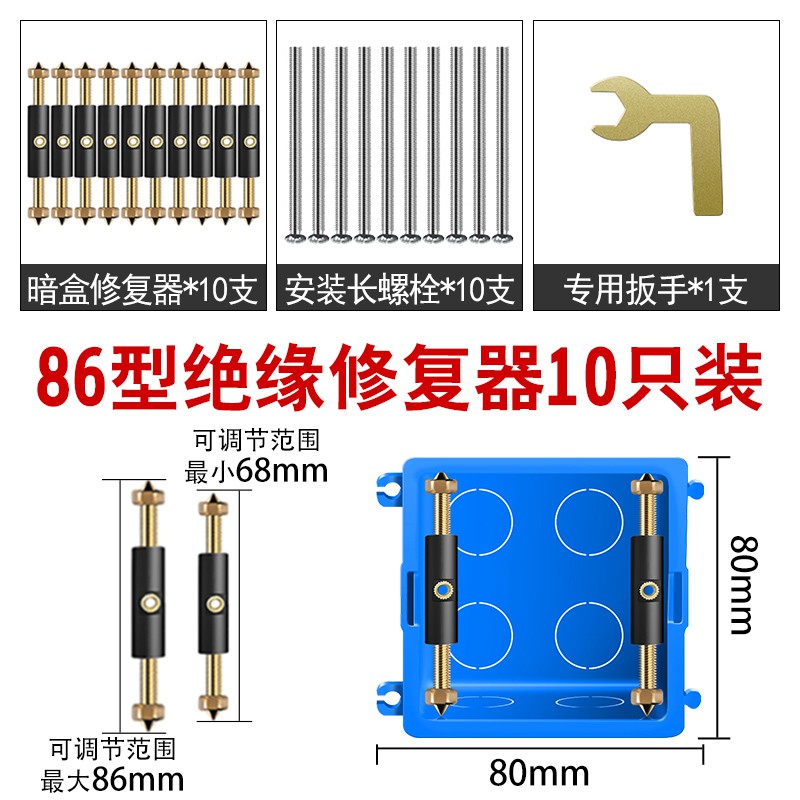 暗盒修复器*10支
安装长螺栓*10支
专用扳手*1支
86型绝缘修复器10只装
可调节范围
最小68mm
80mm
可调节范围
最大86mm
80mm